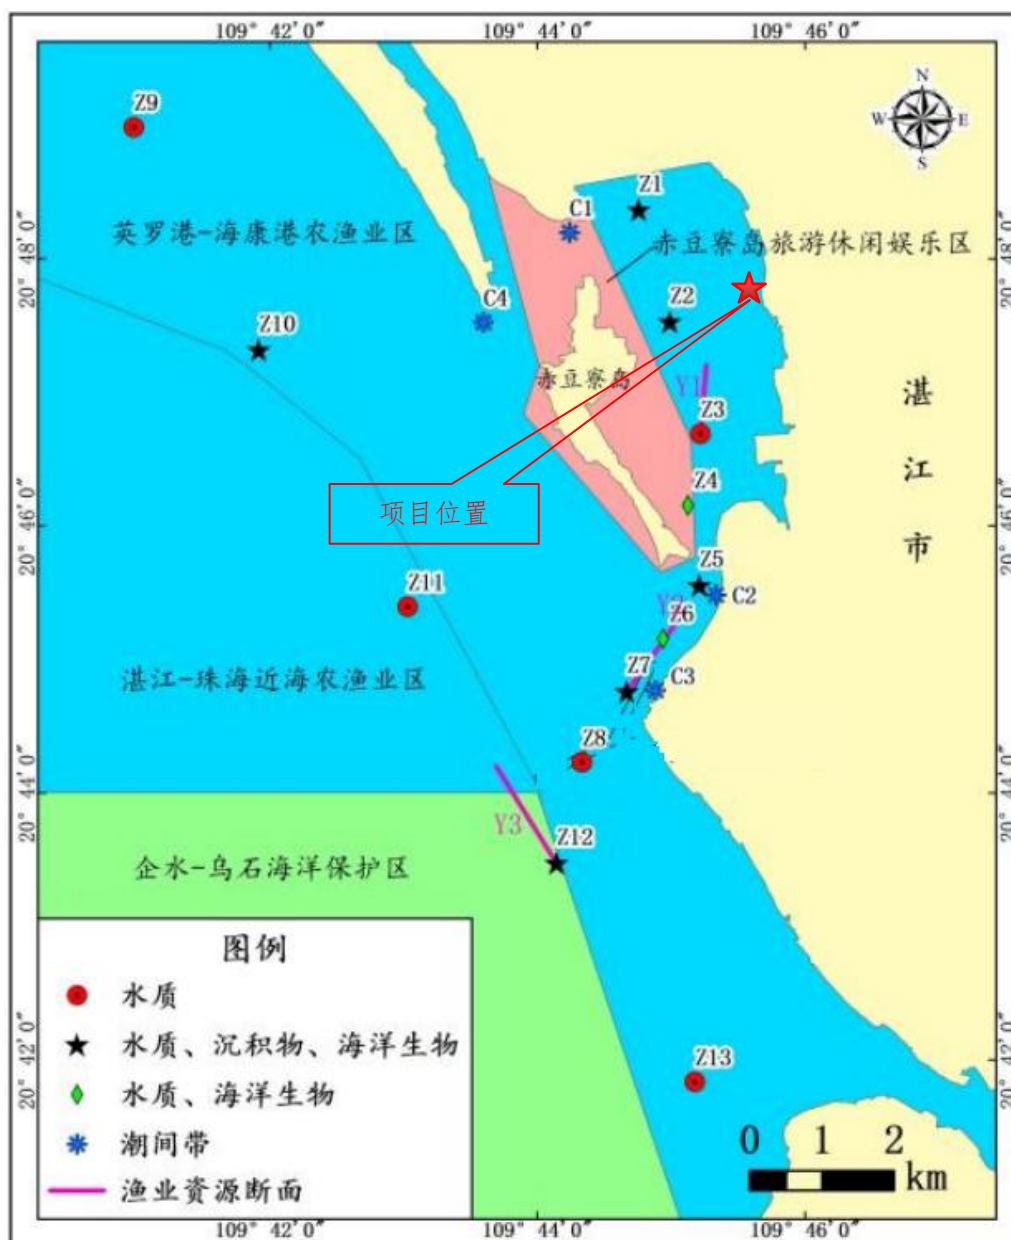 109° 42′ 0″
109° 44′ 0″
109° 46′ 0″
N
W
E
S
Z9
Z1
C1
英罗港-海康港农渔业区
赤豆寮岛旅游休闲娱乐区
20° 48′ 0″
20° 48′ 0″
C4
Z2
Z10
赤豆寮岛
Y1
Z3
湛
江
市
Z4
项目位置
20° 46′ 0″
20° 46′ 0″
Z5
Z11
C2
Y2
Z6
Z7
C3
湛江-珠海近海农渔业区
Z8
20° 44′ 0″
20° 44′ 0″
Y3
Z12
企水-乌石海洋保护区
图例
水质
水质、沉积物、海洋生物
水质、海洋生物
潮间带
渔业资源断面
20° 42′ 0″
20° 42′ 0″
Z13
0 1 2
km
109° 42′ 0″
109° 44′ 0″
109° 46′ 0″